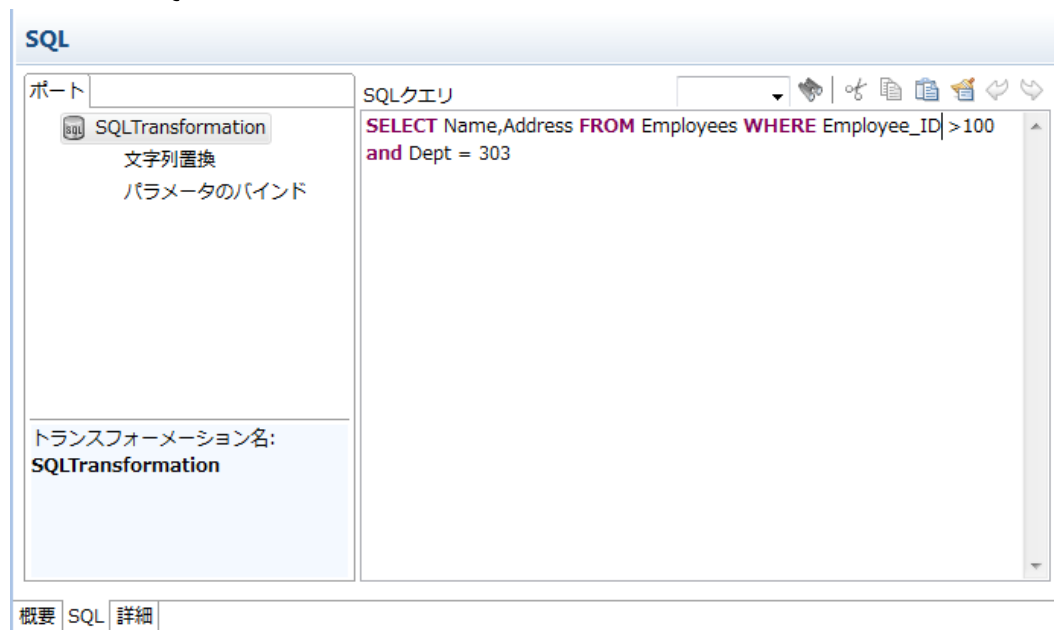 SQL
ポート
SQLTransformation
文字列置換
パラメータのバインド
トランスフォーメーション名:
SQLTransformation
SQLクエリ
SELECT Name,Address FROM Employees WHERE Employee_ID >100
and Dept = 303
概要 SQL 詳細